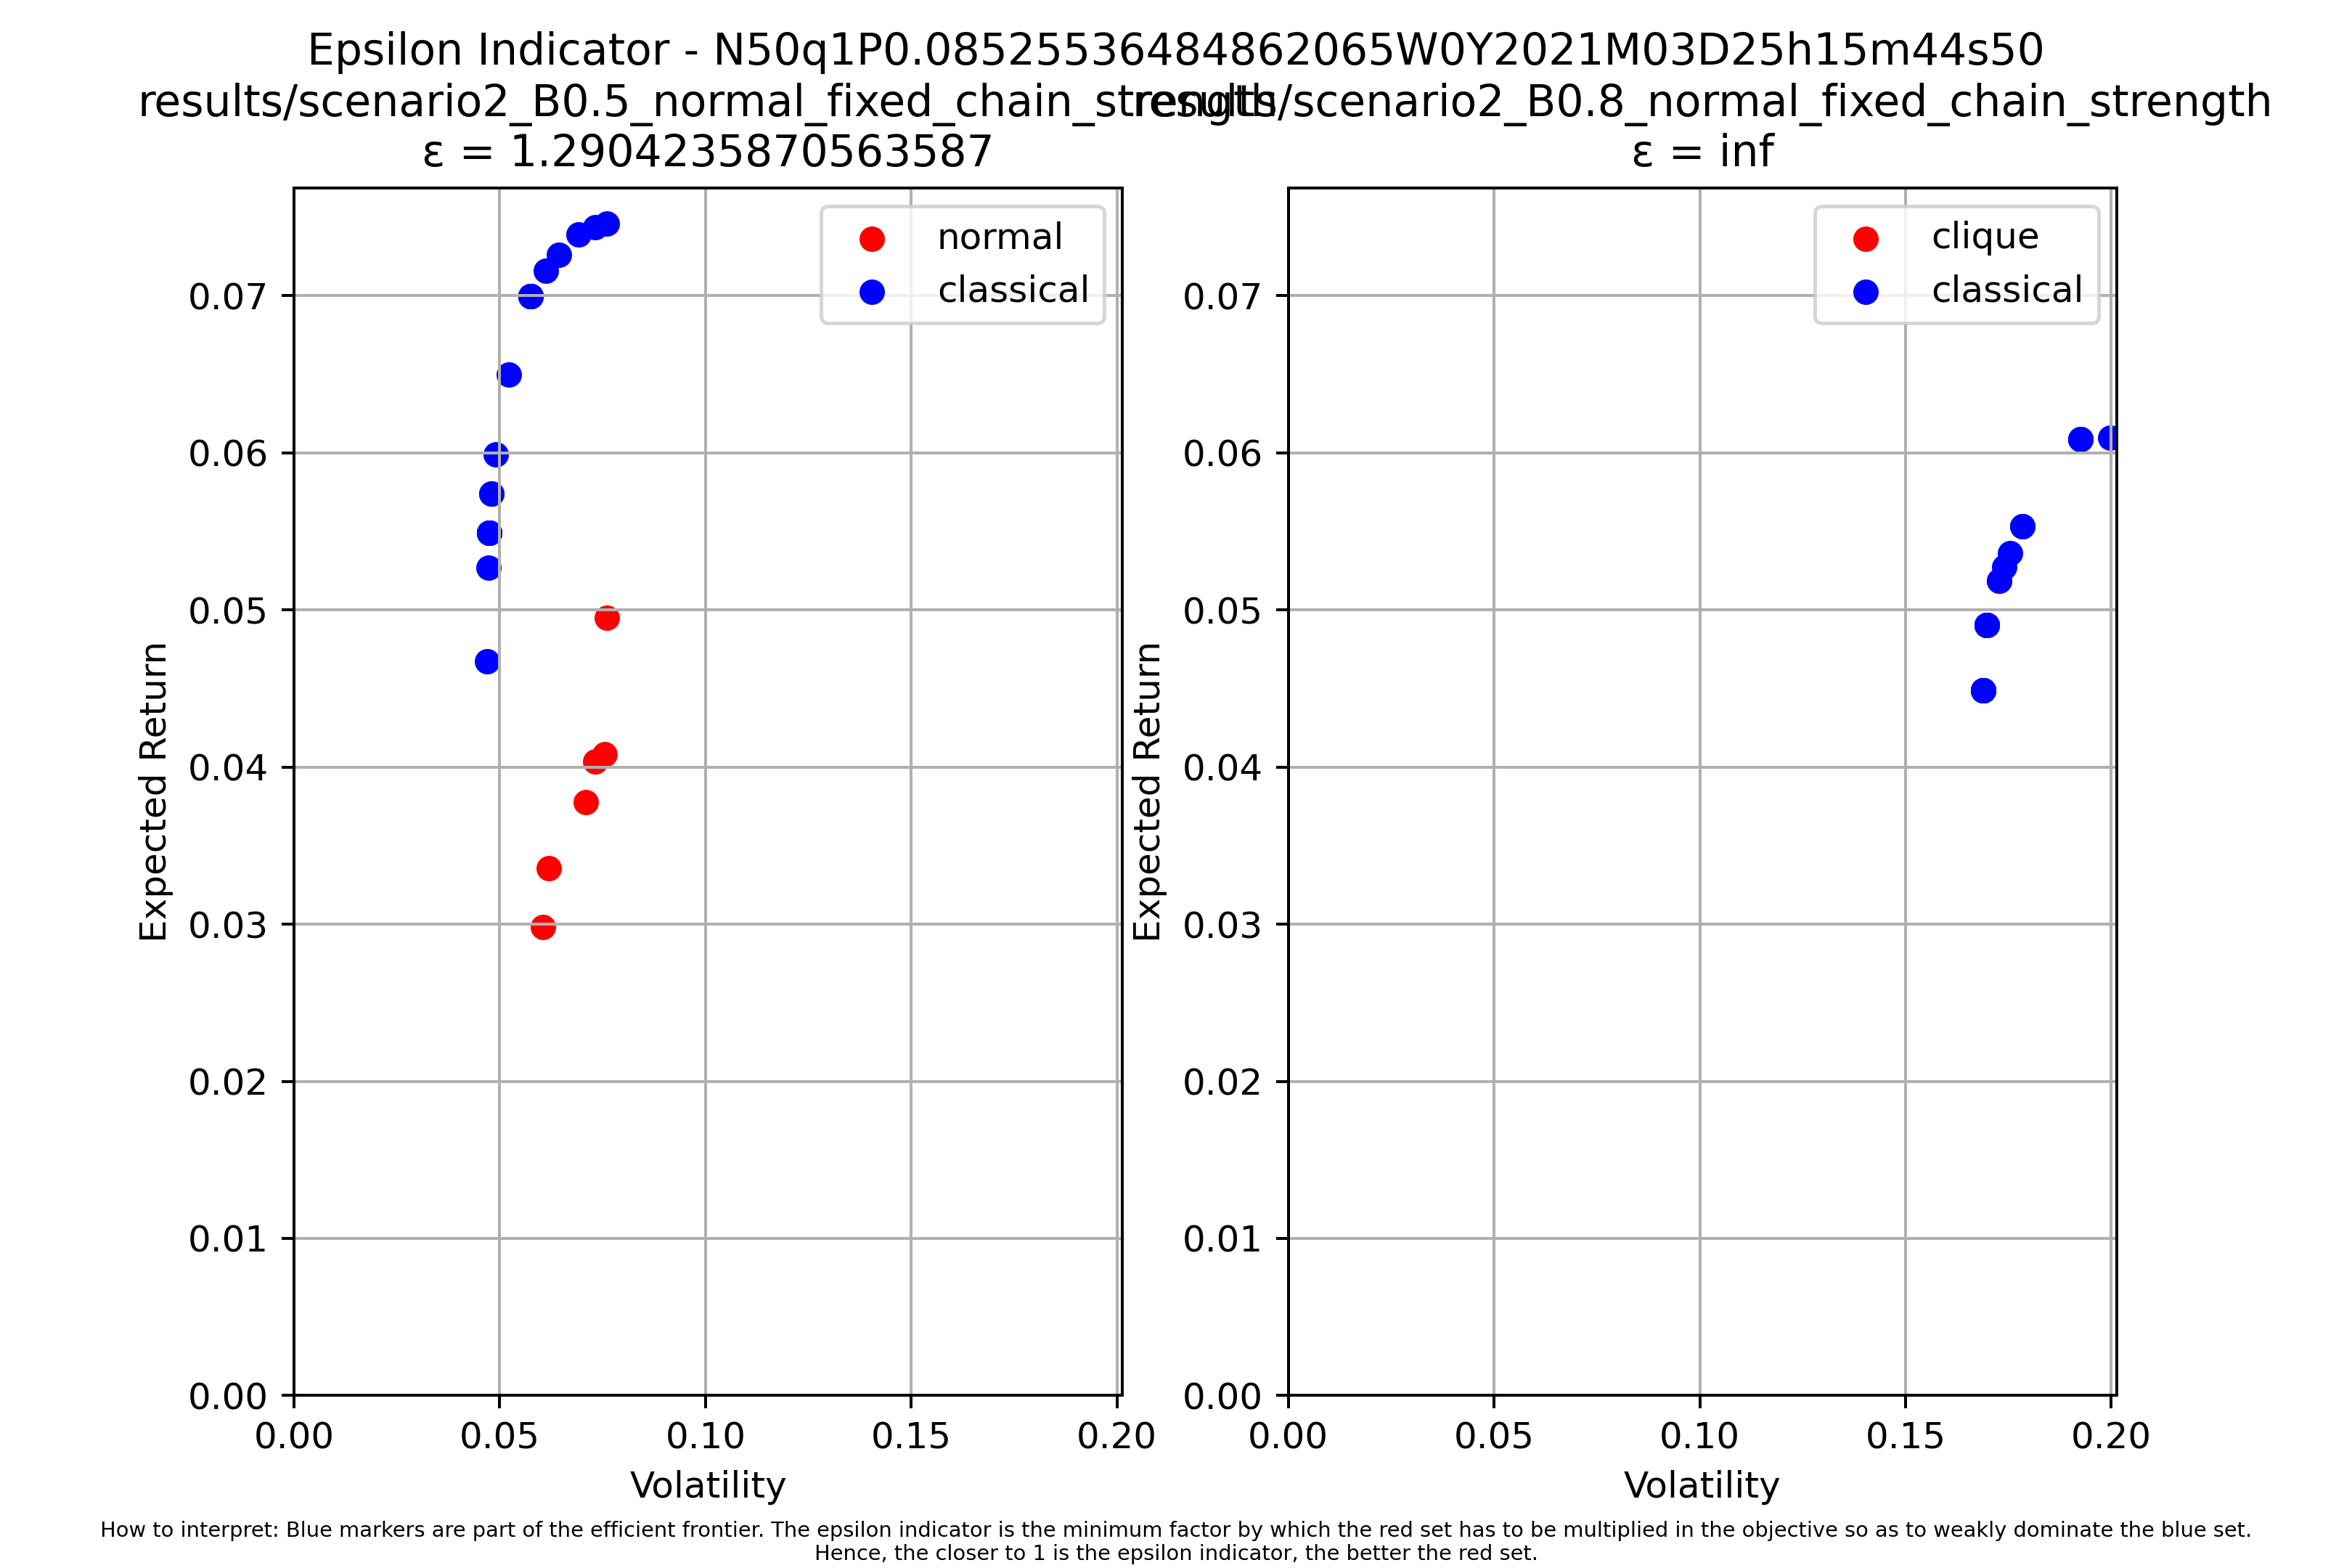 Epsilon Indicator - N50q1P0.08525536484862065W0Y2021M03D25h15m44s50
results/scenario2_B0.5_normal_fixed_chain_strength
ε = 1.2904235870563587
results/scenario2_B0.8_normal_fixed_chain_strength
ε = inf
normal
classical
0.07
0.06
0.05
0.04
0.03
0.02
0.01
0.00
Expected Return
0.00 0.05 0.10 0.15 0.20
Volatility
clique
classical
0.07
0.06
0.05
0.04
0.03
0.02
0.01
0.00
Expected Return
0.00 0.05 0.10 0.15 0.20
Volatility
How to interpret: Blue markers are part of the efficient frontier. The epsilon indicator is the minimum factor by which the red set has to be multiplied in the objective so as to weakly dominate the blue set.
Hence, the closer to 1 is the epsilon indicator, the better the red set.